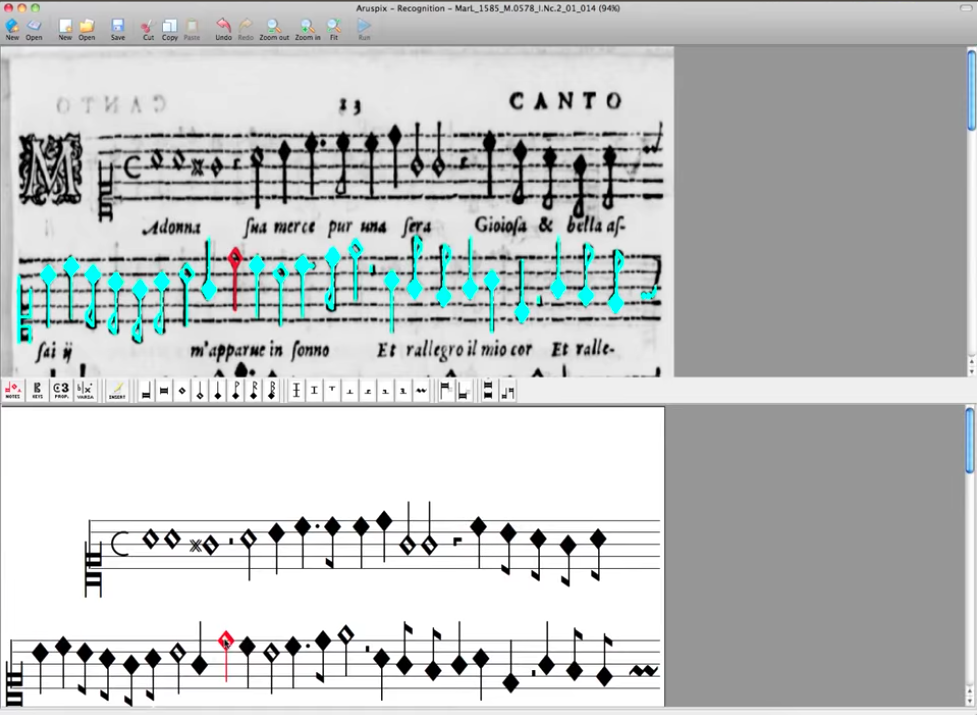 Aruspix – Recognition – MarL_1585_M.0578_I.Nc.2_01_014 (94%)
New Open New Open Save Cut Copy Paste Undo Redo Zoom out Zoom in Fit Run
CANTO 13 CANTO
M
Adonna ſua merce pur una ſera Gioioſa & bella aſ-
ſai ij m'apparue in ſonno Et rallegro il mio cor Et ralle-
NOTES KEYS PROP. INSERT